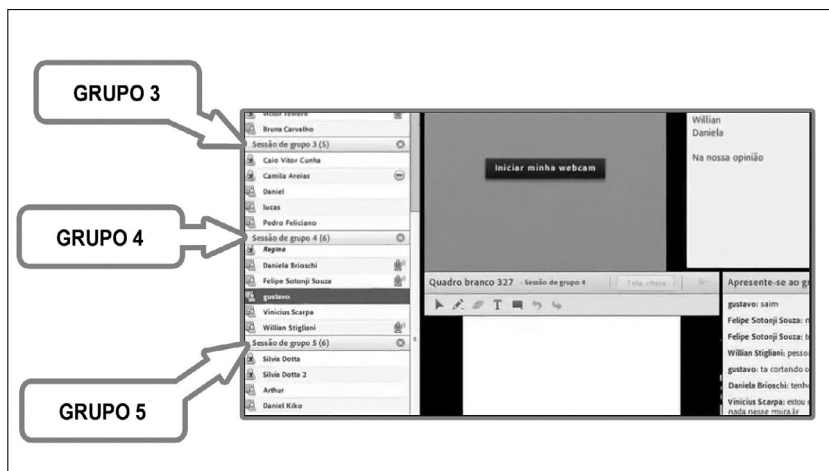 GRUPO 3
GRUPO 4
GRUPO 5
Victor Teviere
Bruna Carvalho
Sessão de grupo 3 (5)
Caio Vitor Cunha
Camila Areias
Daniel
lucas
Pedro Feliciano
Sessão de grupo 4 (6)
Regina
Daniela Brioschi
Felipe Sotonji Souza
gustavo
Vinicius Scarpa
Willian Stigliani
Sessão de grupo 5 (6)
Silvia Dotta
Silvia Dotta 2
Arthur
Daniel Kiko
Iniciar minha webcam
Quadro branco 327 - Sessão de grupo 4
Tela cheia
T
Willian
Daniela
Na nossa opinião
Apresente-se ao
gustavo: saim
Felipe Sotonji Souza:
Felipe Sotonji Souza:
Willian Stigliani:
gustavo: ta cortando o
Daniela Brioschi:
Vinicius Scarpa: estou
nada nesse